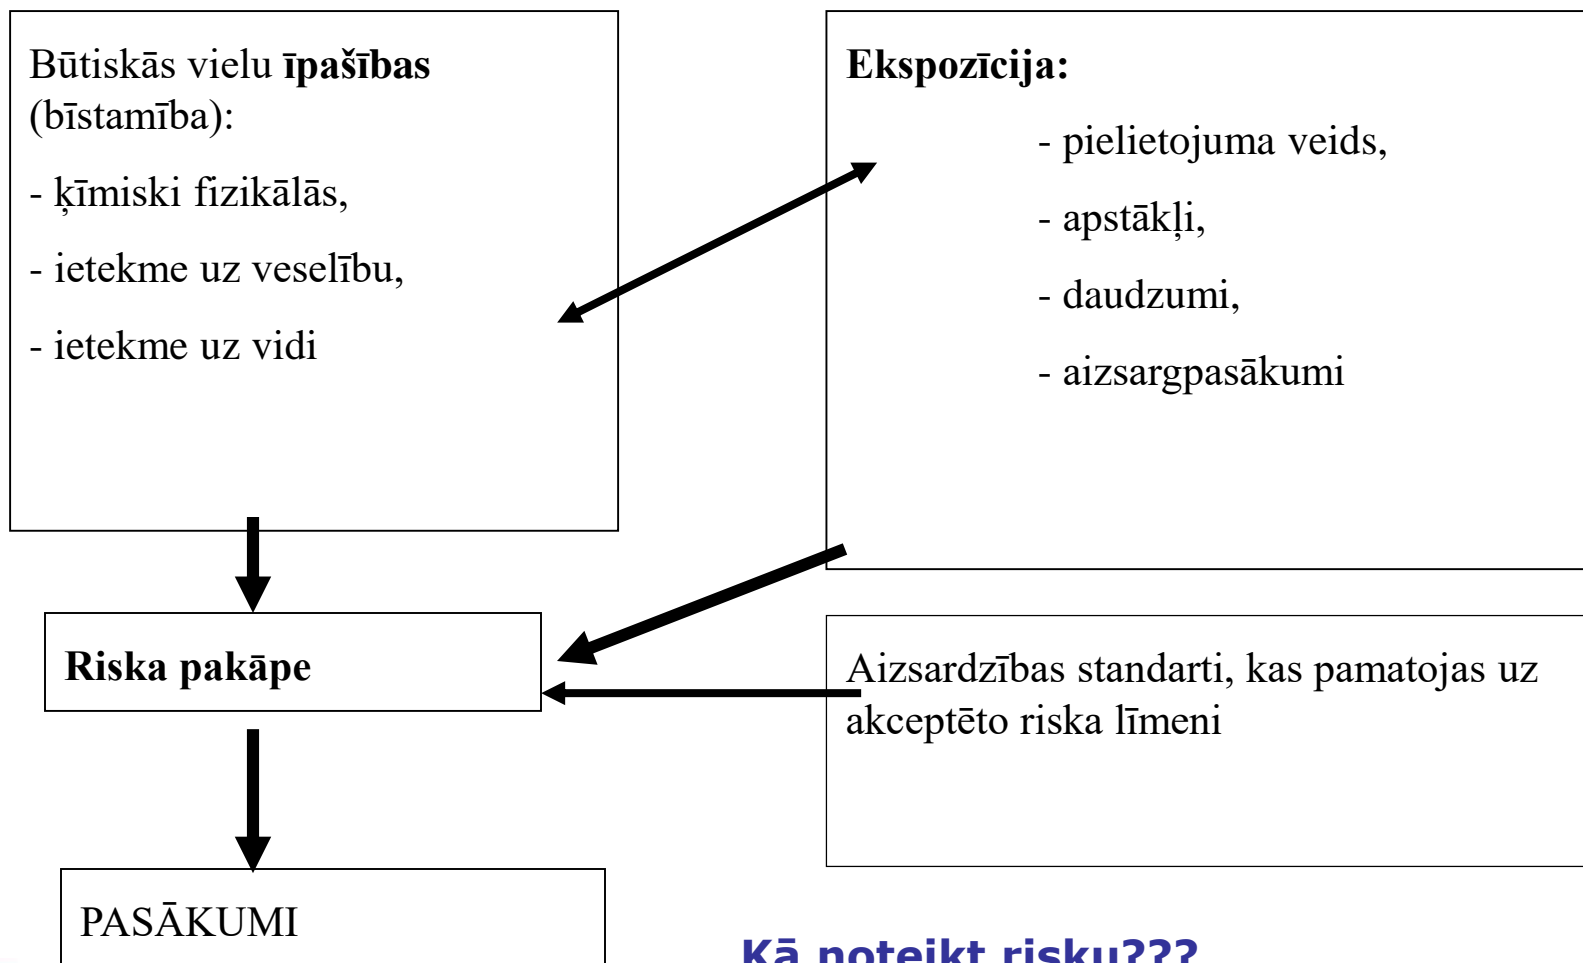 Būtiskās vielu īpašības
(bīstamība):
- ķīmiski fizikālās,
- ietekme uz veselību,
- ietekme uz vidi
Ekspozīcija:
- pielietojuma veids,
- apstākļi,
- daudzumi,
- aizsargpasākumi
Riska pakāpe
Aizsardzības standarti, kas pamatojas uz
akceptēto riska līmeni
PASĀKUMI
Kā noteikt risku???